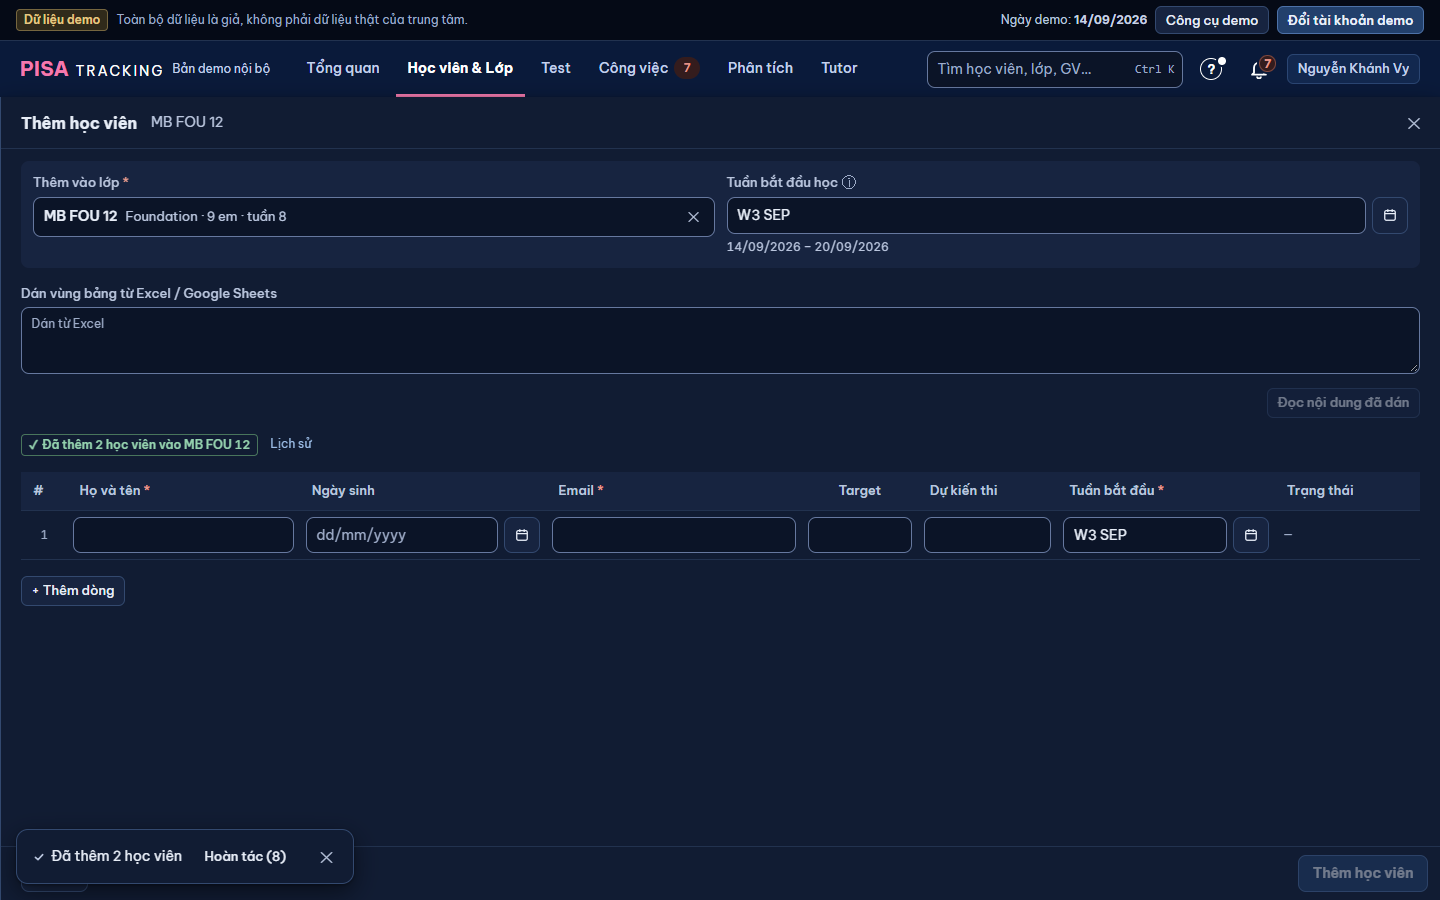 Dữ liệu demo Toàn bộ dữ liệu là giả, không phải dữ liệu thật của trung tâm. Ngày demo: 14/09/2026 Công cụ demo Đổi tài khoản demo
PISA TRACKING Bản demo nội bộ Tổng quan Học viên & Lớp Test Công việc 7 Phân tích Tutor Tìm học viên, lớp, GV... Ctrl K ? 7 Nguyễn Khánh Vy
Thêm học viên MB FOU 12
Thêm vào lớp * Tuần bắt đầu học
MB FOU 12 Foundation · 9 em · tuần 8 W3 SEP
14/09/2026 – 20/09/2026
Dán vùng bảng từ Excel / Google Sheets
Dán từ Excel
Đọc nội dung đã dán
✓ Đã thêm 2 học viên vào MB FOU 12 Lịch sử
# Họ và tên * Ngày sinh Email * Target Dự kiến thi Tuần bắt đầu * Trạng thái
1 dd/mm/yyyy W3 SEP –
+ Thêm dòng
✓ Đã thêm 2 học viên Hoàn tác (8)
Thêm học viên